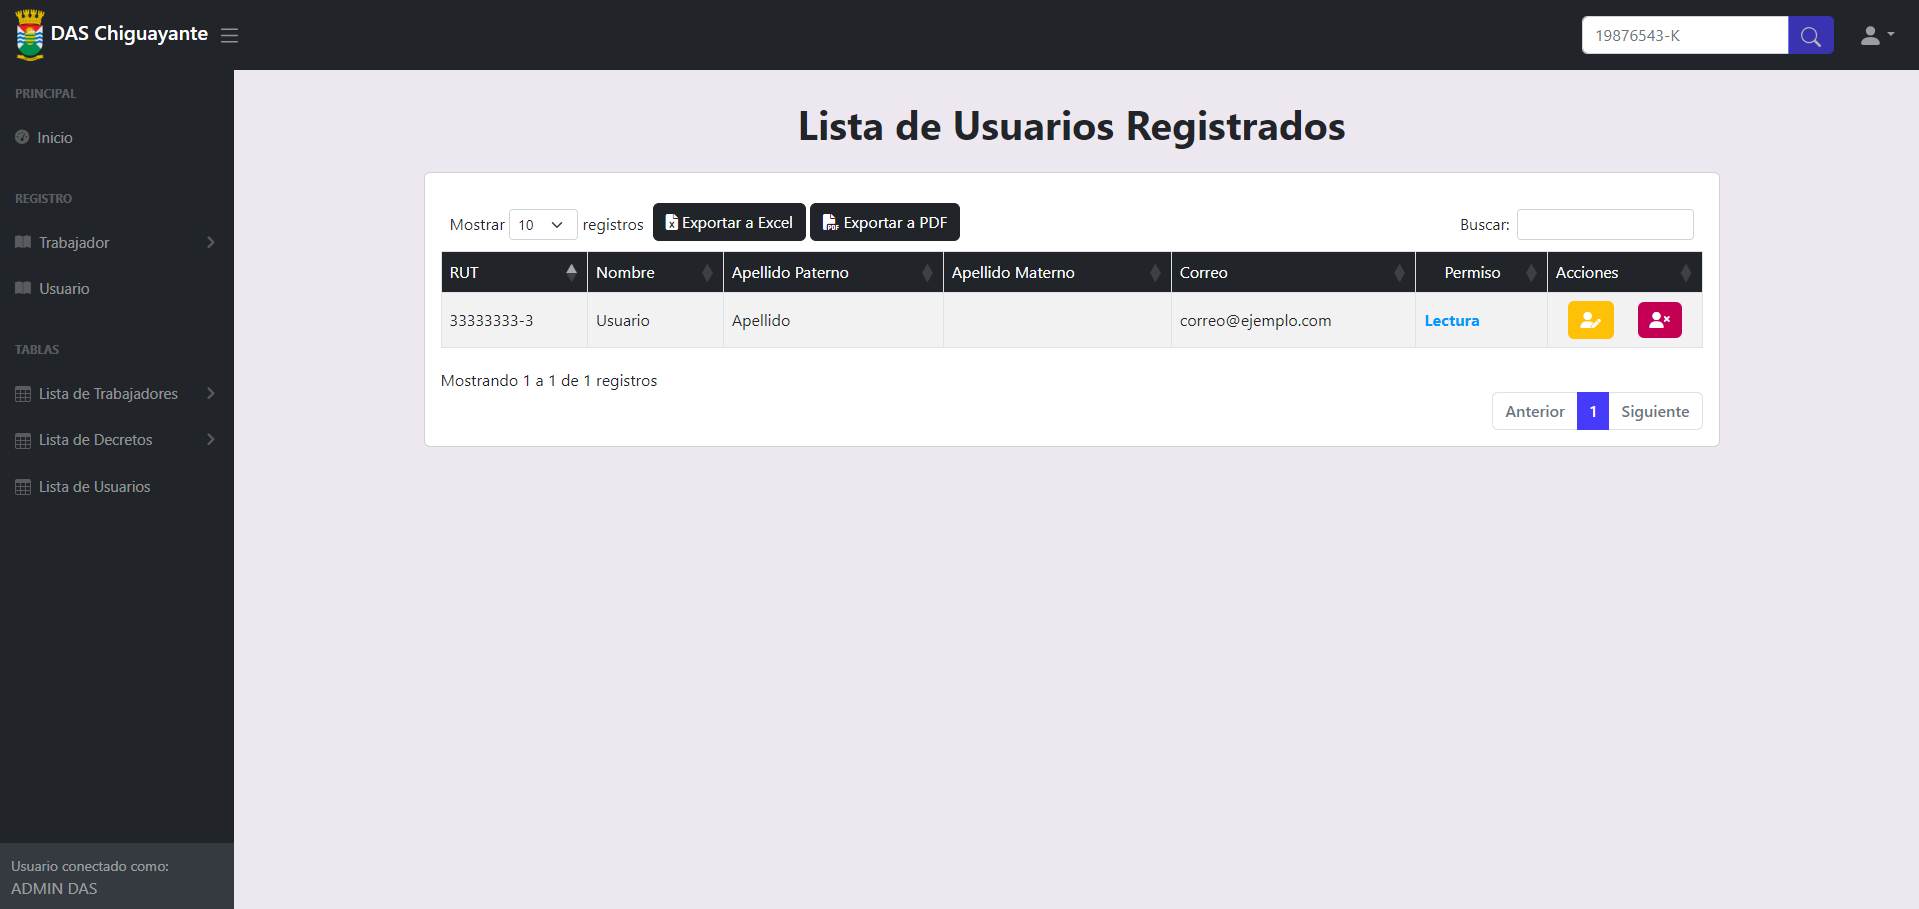 DAS Chiguayante
19876543-K
PRINCIPAL
Inicio
REGISTRO
Trabajador
Usuario
TABLAS
Lista de Trabajadores
Lista de Decretos
Lista de Usuarios
Usuario conectado como:
ADMIN DAS
Lista de Usuarios Registrados
Mostrar 10 registros Exportar a Excel Exportar a PDF Buscar:
RUT Nombre Apellido Paterno Apellido Materno Correo Permiso Acciones
33333333-3 Usuario Apellido correo@ejemplo.com Lectura
Mostrando 1 a 1 de 1 registros
Anterior 1 Siguiente